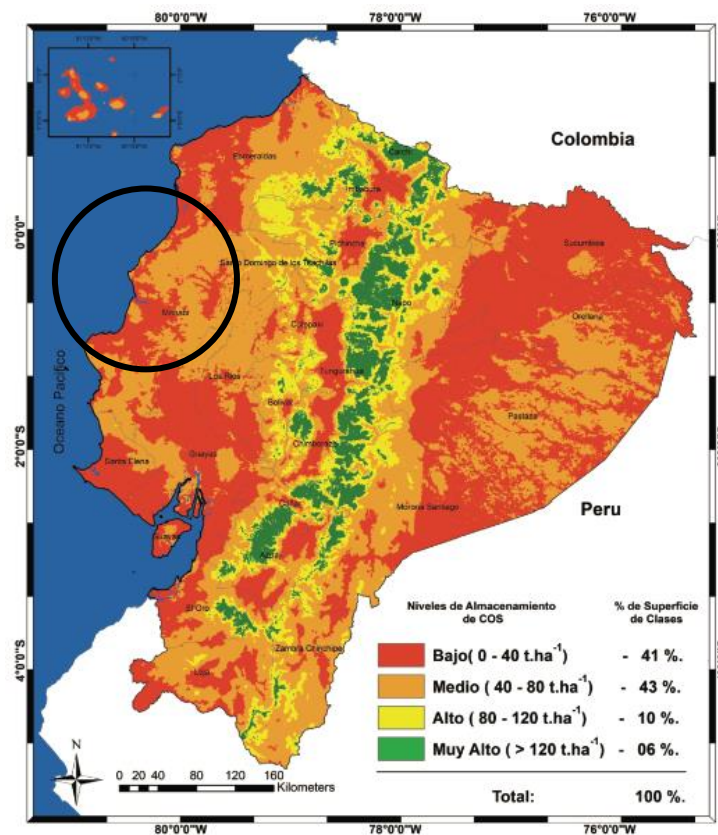 80°0'0"W 78°0'0"W 76°0'0"W
Colombia
Esmeraldas
Carchi
Imbabura
0°0'0"
Pichincha
Sucumbios
Santo Domingo de los Tsachilas
Napo
Manabi
Orellana
Cotopaxi
Oceano Pacifico
Tungurahua
Los Rios
Bolivar
Pastaza
Chimborazo
2°0'0"S
Guayas
Santa Elena
Morona Santiago
Peru
Azuay
El Oro
Niveles de Almacenamiento
de COS
% de Superficie
de Clases
Zamora Chinchipe
4°0'0"S
Loja
Bajo( 0 - 40 t.ha-1) - 41 %.
Medio ( 40 - 80 t.ha-1) - 43 %.
Alto ( 80 - 120 t.ha-1) - 10 %.
Muy Alto ( > 120 t.ha-1) - 06 %.
N
0 20 40 80 120 160
Kilometers
Total: 100 %.
80°0'0"W 78°0'0"W 76°0'0"W